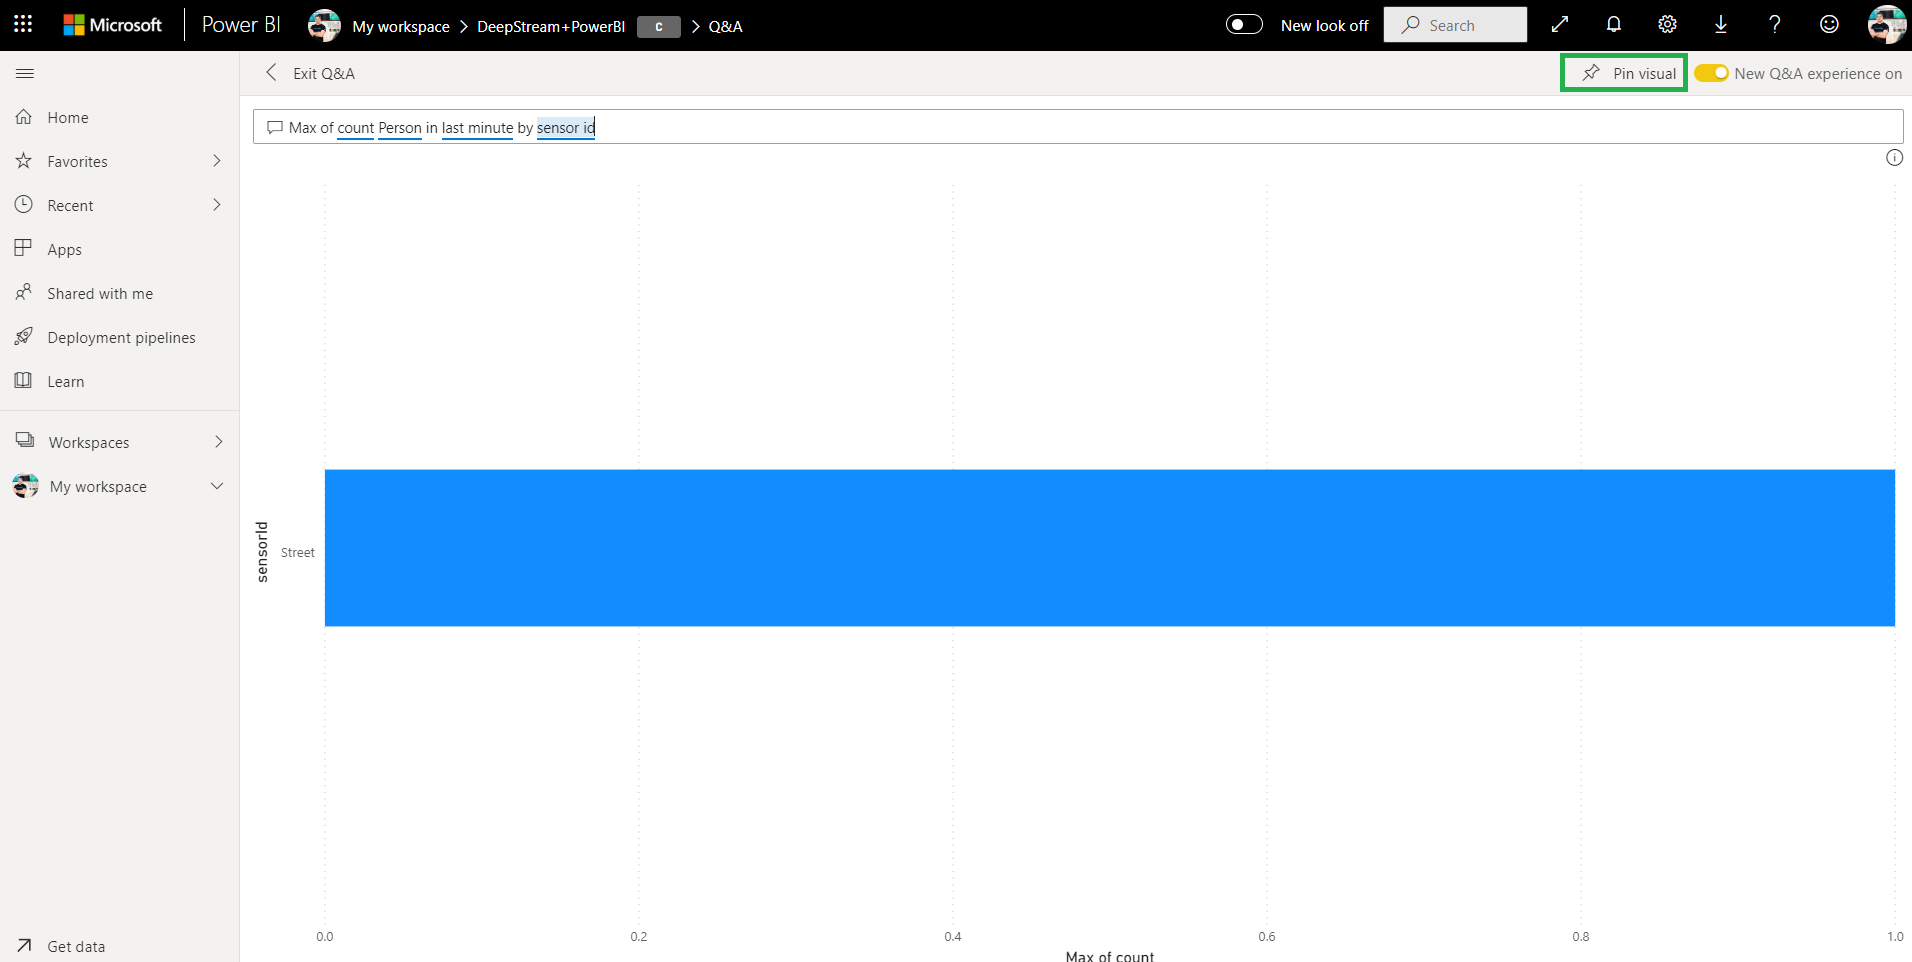 Microsoft Power BI My workspace DeepStream+PowerBI c Q&A New look off Search
Exit Q&A Pin visual New Q&A experience on
Max of count Person in last minute by sensor id
Home
Favorites
Recent
Apps
Shared with me
Deployment pipelines
Learn
Workspaces
My workspace
Get data
sensorId
Street
0.0 0.2 0.4 0.6 0.8 1.0
Max of count